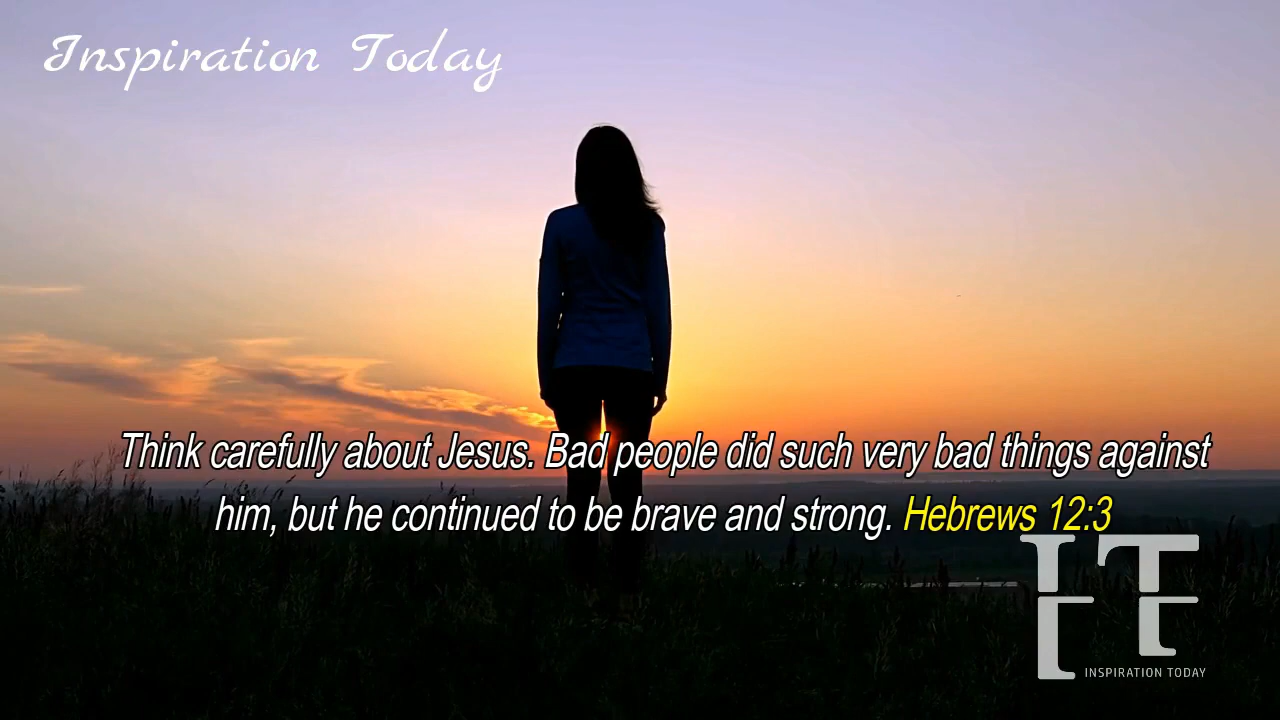 Inspiration Today
Think carefully about Jesus. Bad people did such very bad things against
him, but he continued to be brave and strong. Hebrews 12:3
IT
INSPIRATION TODAY